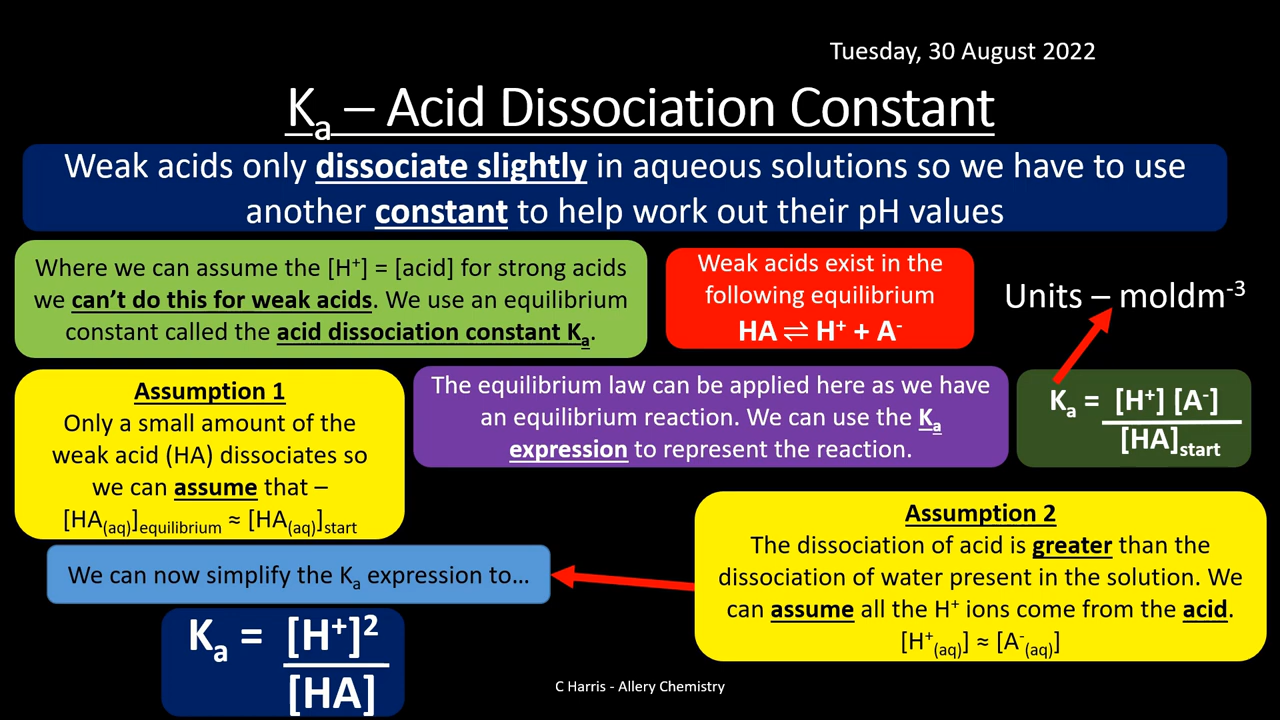 Tuesday, 30 August 2022
Kₐ – Acid Dissociation Constant
Weak acids only dissociate slightly in aqueous solutions so we have to use
another constant to help work out their pH values
Where we can assume the [H⁺] = [acid] for strong acids
we can't do this for weak acids. We use an equilibrium
constant called the acid dissociation constant Kₐ.
Weak acids exist in the
following equilibrium
HA ⇌ H⁺ + A⁻
Units – moldm⁻³
Assumption 1
Only a small amount of the
weak acid (HA) dissociates so
we can assume that –
[HA(aq)]equilibrium ≈ [HA(aq)]start
The equilibrium law can be applied here as we have
an equilibrium reaction. We can use the Kₐ
expression to represent the reaction.
Kₐ = [H⁺] [A⁻]
[HA]start
Assumption 2
The dissociation of acid is greater than the
dissociation of water present in the solution. We
can assume all the H⁺ ions come from the acid.
[H⁺(aq)] ≈ [A⁻(aq)]
We can now simplify the Kₐ expression to…
Kₐ = [H⁺]²
[HA]
C Harris - Allery Chemistry